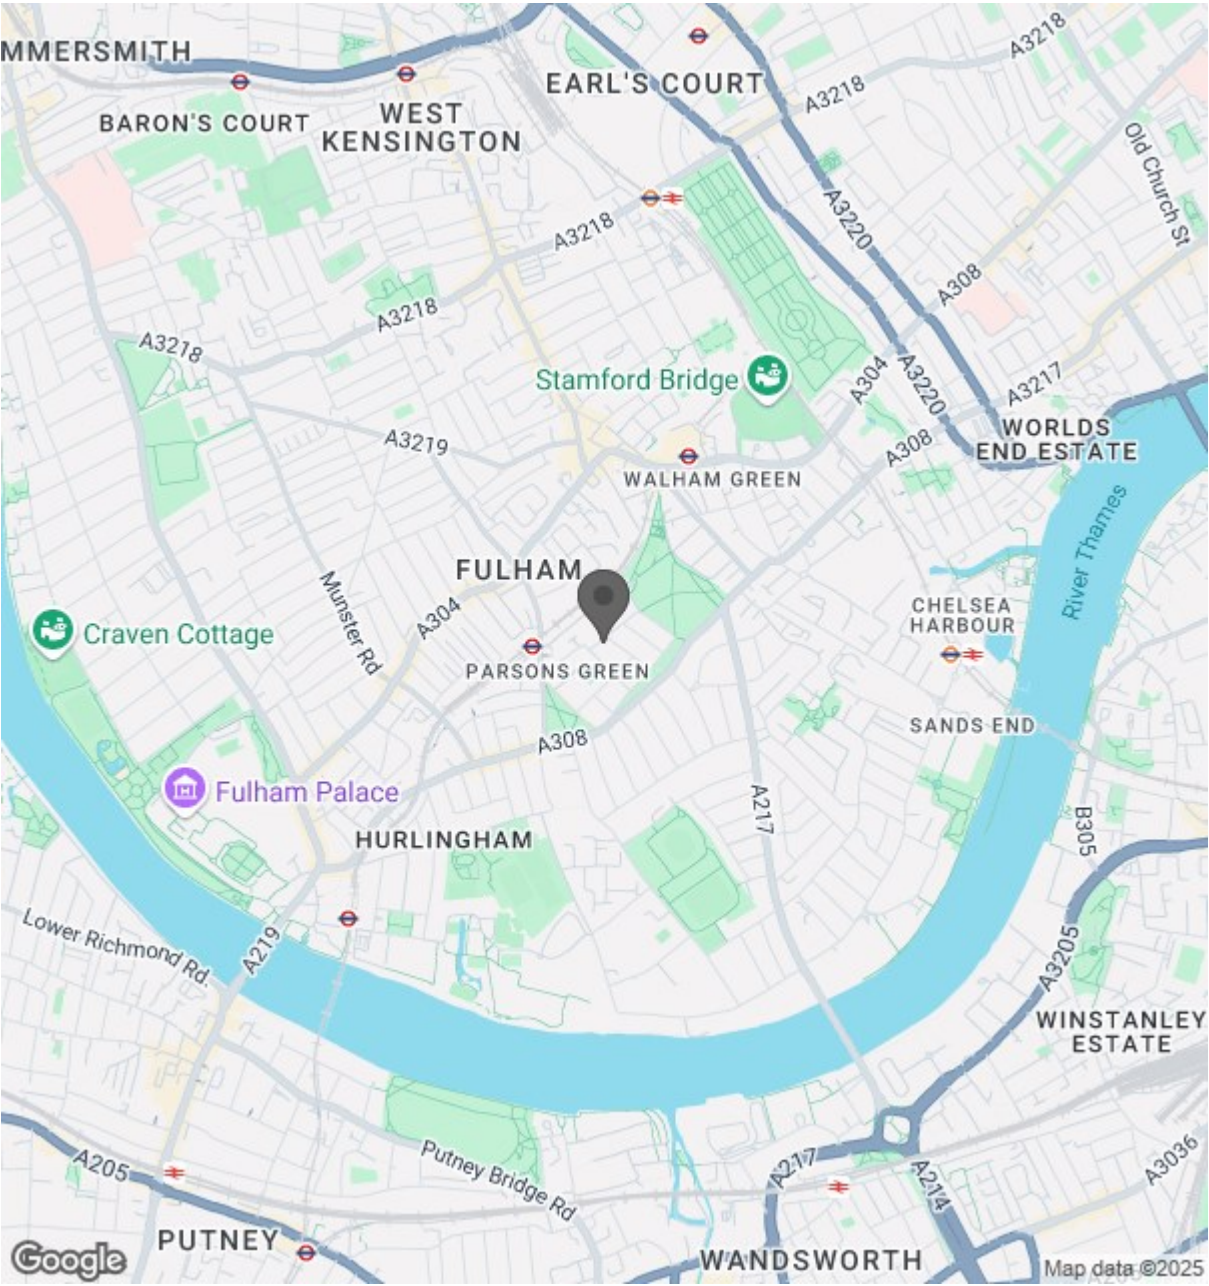 MMERSMITH
A3218
EARL'S COURT
A3218
WEST
KENSINGTON
BARON'S COURT
Old Church St
A3220
A3218
A308
A3218
A3218
Stamford Bridge
A304
A3220
A3217
A3219
WORLDS
END ESTATE
A308
WALHAM GREEN
River Thames
FULHAM
Munster Rd
A304
CHELSEA
HARBOUR
Craven Cottage
PARSONS GREEN
SANDS END
A308
Fulham Palace
A217
B305
HURLINGHAM
Lower Richmond Rd.
A219
A3205
WINSTANLEY
ESTATE
A205
Putney Bridge Rd
A217
A214
A3036
PUTNEY
WANDSWORTH
Google
Map data ©2025